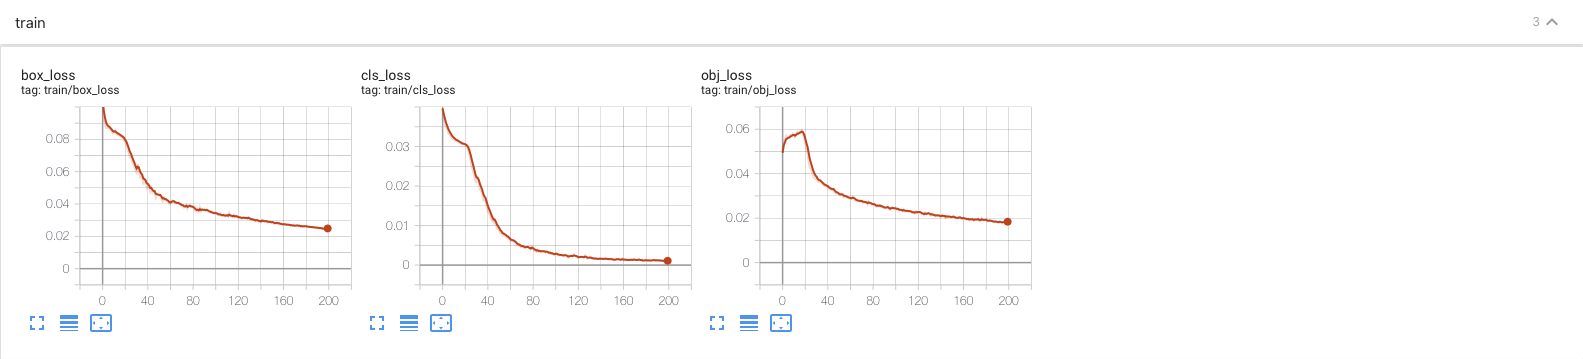 train
3
box_loss
tag: train/box_loss
0.08
0.06
0.04
0.02
0
0 40 80 120 160 200
cls_loss
tag: train/cls_loss
0.03
0.02
0.01
0
0 40 80 120 160 200
obj_loss
tag: train/obj_loss
0.06
0.04
0.02
0
0 40 80 120 160 200